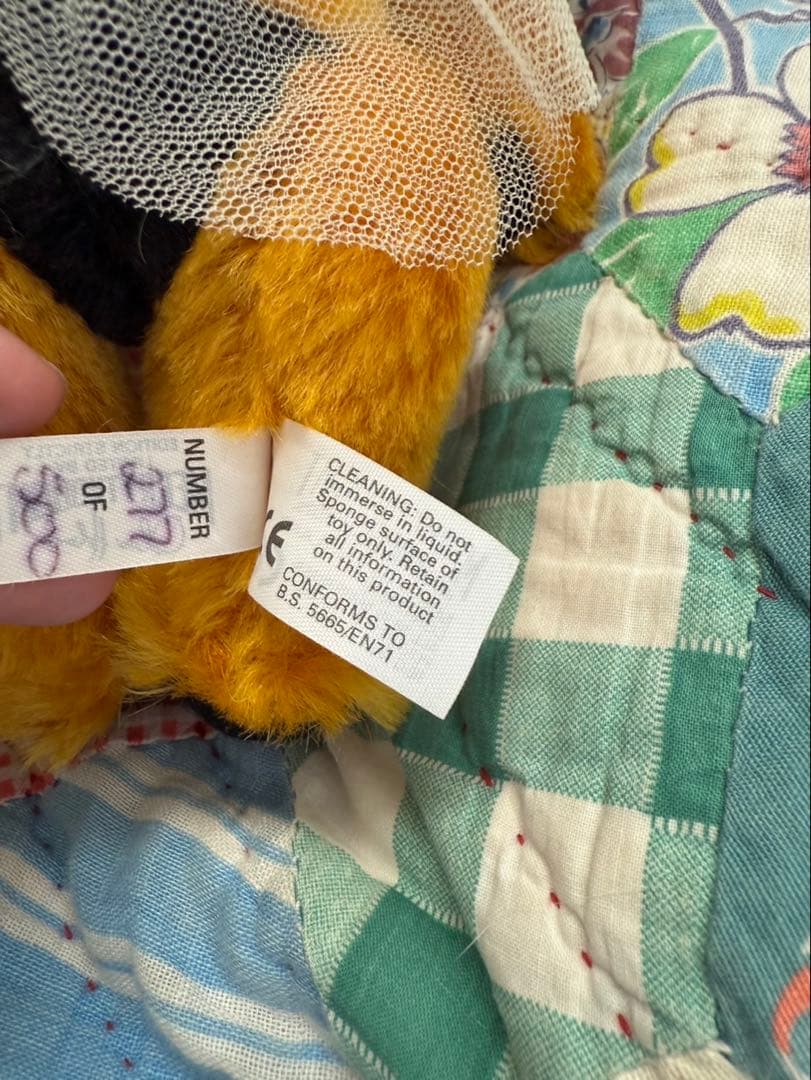 NUMBER
277
OF
500
CE
CLEANING: Do not
immerse in liquid.
Sponge surface of
toy only. Retain
all information
on this product
CONFORMS TO
B.S. 5665/EN71